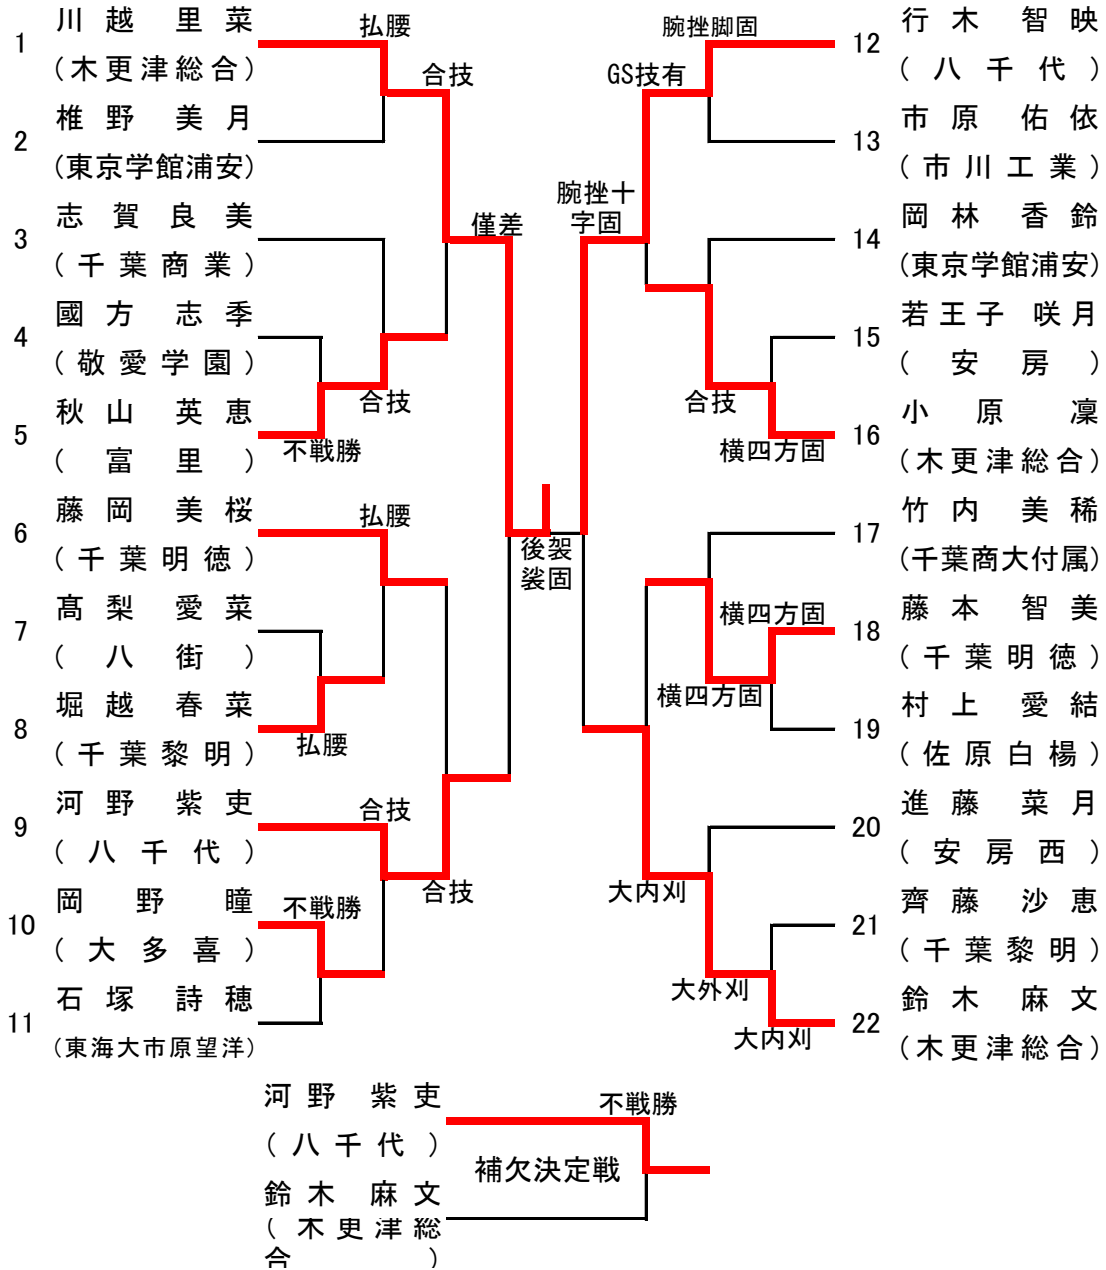 1
川越 里菜
(木更津総合)
2
椎野 美月
(東京学館浦安)
3
志賀良美
(千葉商業)
4
國方 志季
(敬愛学園)
5
秋山 英恵
(富里)
6
藤岡 美桜
(千葉明徳)
7
髙梨 愛菜
(八街)
8
堀越 春菜
(千葉黎明)
9
河野 紫吏
(八千代)
10
岡野 瞳
(大多喜)
11
石塚 詩穂
(東海大市原望洋)
払腰
合技
僅差
合技
不戦勝
払腰
払腰
合技
合技
不戦勝
後袈
裟固
腕挫脚固
GS技有
腕挫十
字固
合技
横四方固
横四方固
横四方固
大内刈
大外刈
大内刈
12
行木 智映
(八千代)
13
市原 佑依
(市川工業)
14
岡林 香鈴
(東京学館浦安)
15
若王子 咲月
(安房)
16
小原 凜
(木更津総合)
17
竹内 美稀
(千葉商大付属)
18
藤本 智美
(千葉明徳)
19
村上 愛結
(佐原白楊)
20
進藤 菜月
(安房西)
21
齊藤 沙恵
(千葉黎明)
22
鈴木 麻文
(木更津総合)
河野 紫吏
(八千代)
不戦勝
補欠決定戦
鈴木 麻文
(木更津総
合)